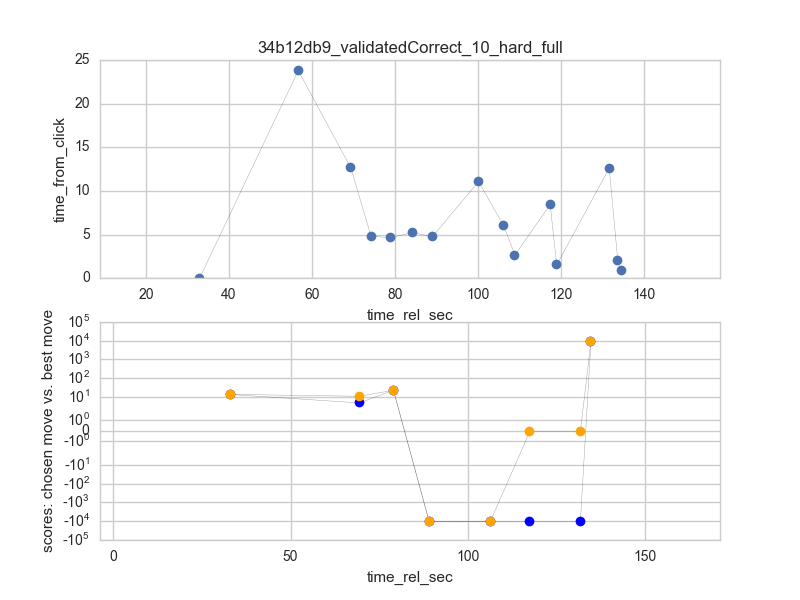 34b12db9_validatedCorrect_10_hard_full
time_from_click
25
20
15
10
5
0
20 40 60 80 100 120 140
time_rel_sec
scores: chosen move vs. best move
10^5
10^4
10^3
10^2
10^1
10^0
0
-10^0
-10^1
-10^2
-10^3
-10^4
-10^5
0 50 100 150
time_rel_sec